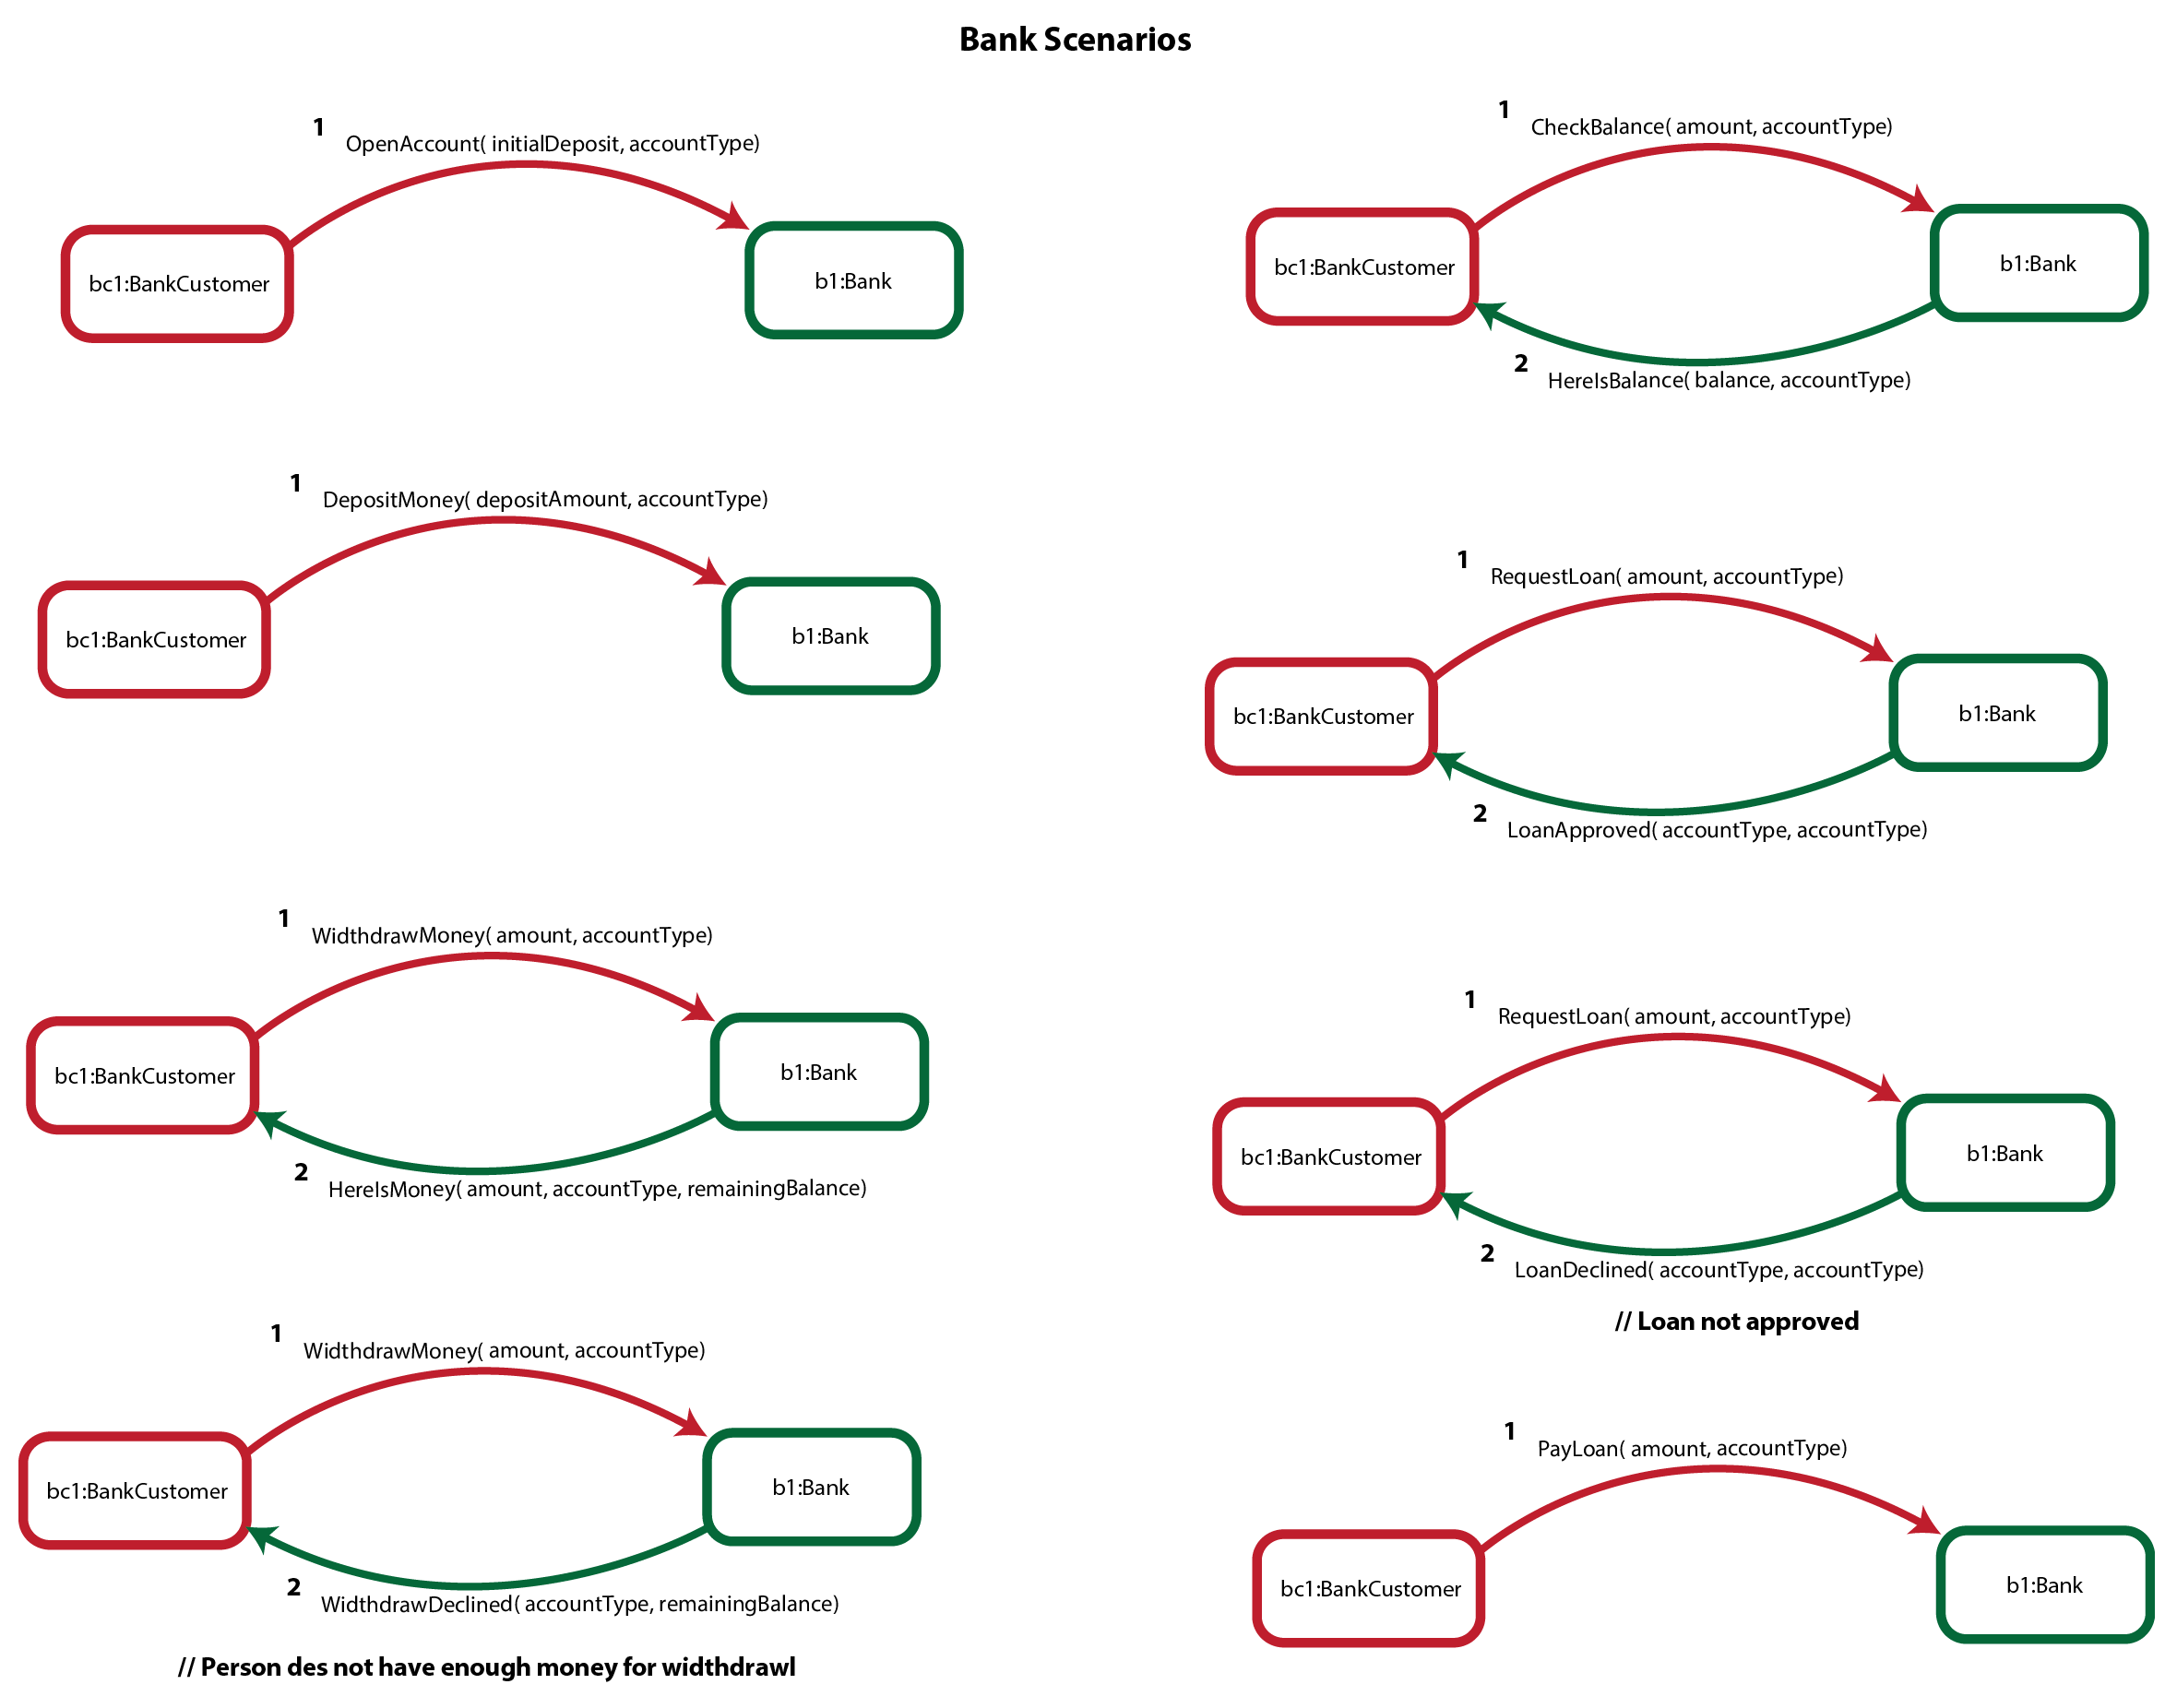 Bank Scenarios
1
OpenAccount( initialDeposit, accountType)
bc1:BankCustomer
b1:Bank
1
DepositMoney( depositAmount, accountType)
bc1:BankCustomer
b1:Bank
1
WidthdrawMoney( amount, accountType)
bc1:BankCustomer
b1:Bank
2
HereIsMoney( amount, accountType, remainingBalance)
1
WidthdrawMoney( amount, accountType)
bc1:BankCustomer
b1:Bank
2
WidthdrawDeclined( accountType, remainingBalance)
// Person des not have enough money for widthdrawl
1
CheckBalance( amount, accountType)
bc1:BankCustomer
b1:Bank
2
HereIsBalance( balance, accountType)
1
RequestLoan( amount, accountType)
bc1:BankCustomer
b1:Bank
2
LoanApproved( accountType, accountType)
1
RequestLoan( amount, accountType)
bc1:BankCustomer
b1:Bank
2
LoanDeclined( accountType, accountType)
// Loan not approved
1
PayLoan( amount, accountType)
bc1:BankCustomer
b1:Bank